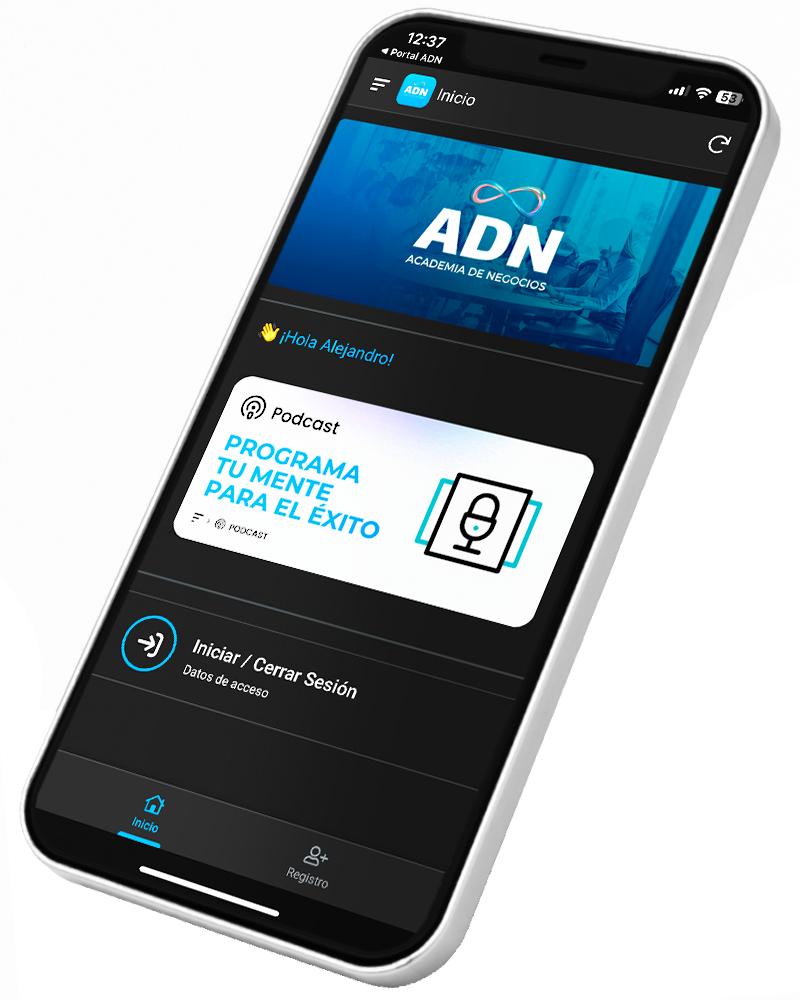 12:37
◀ Portal ADN
53
ADN Inicio
ADN
ACADEMIA DE NEGOCIOS
👋 ¡Hola Alejandro!
Podcast
PROGRAMA
TU MENTE
PARA EL ÉXITO
> PODCAST
Iniciar / Cerrar Sesión
Datos de acceso
Inicio
Registro